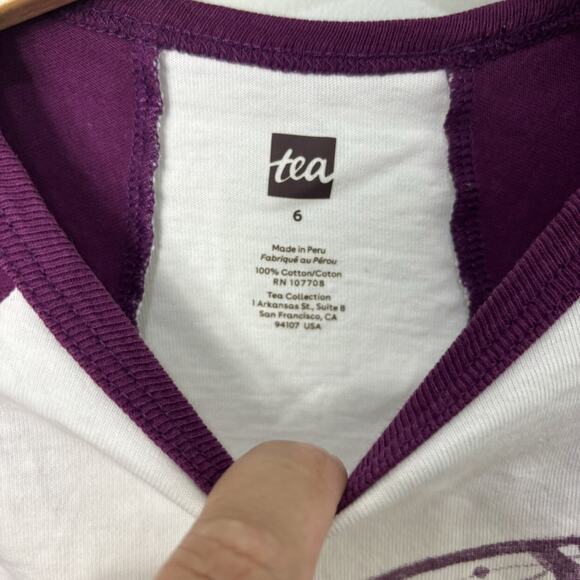 tea
6
Made in Peru
Fabriqué au Pérou
100% Cotton/Coton
RN 107708
Tea Collection
1 Arkansas St., Suite B
San Francisco, CA
94107 USA